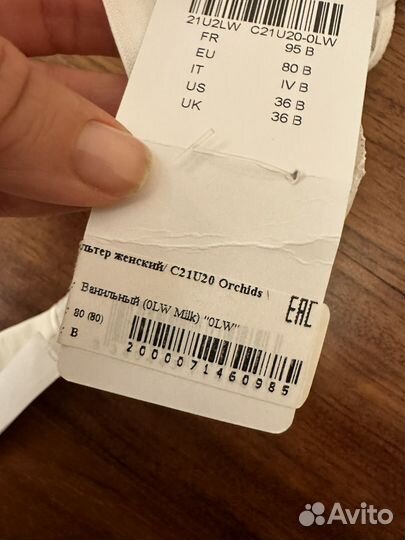 21U2LW C21U20-0LW
FR 95 B
EU 80 B
IT IV B
US 36 B
UK 36 B
льтер женский/ C21U20 Orchids \
: Ванильный (0LW Milk) "0LW"
: 80 (80)
: B
EAC
2000071460985
Avito